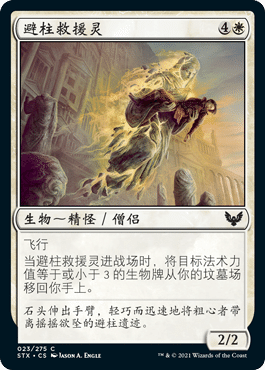 避柱救援灵 4
生物～精怪 / 僧侣
飞行
当避柱救援灵进战场时，将目标法术力
值等于或小于 3 的生物牌从你的坟墓场
移回你手上。
石头伸出手臂，轻巧而迅速地将粗心者带
离摇摇欲坠的避柱遗迹。
2/2
023/275 C
STX • CS JASON A. ENGLE
™ & © 2021 Wizards of the Coast